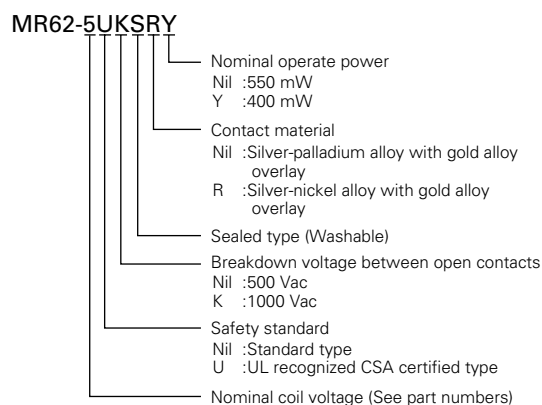 MR62-5UKSRY
Nominal operate power
Nil :550 mW
Y :400 mW
Contact material
Nil :Silver-palladium alloy with gold alloy
overlay
R :Silver-nickel alloy with gold alloy
overlay
Sealed type (Washable)
Breakdown voltage between open contacts
Nil :500 Vac
K :1000 Vac
Safety standard
Nil :Standard type
U :UL recognized CSA certified type
Nominal coil voltage (See part numbers)